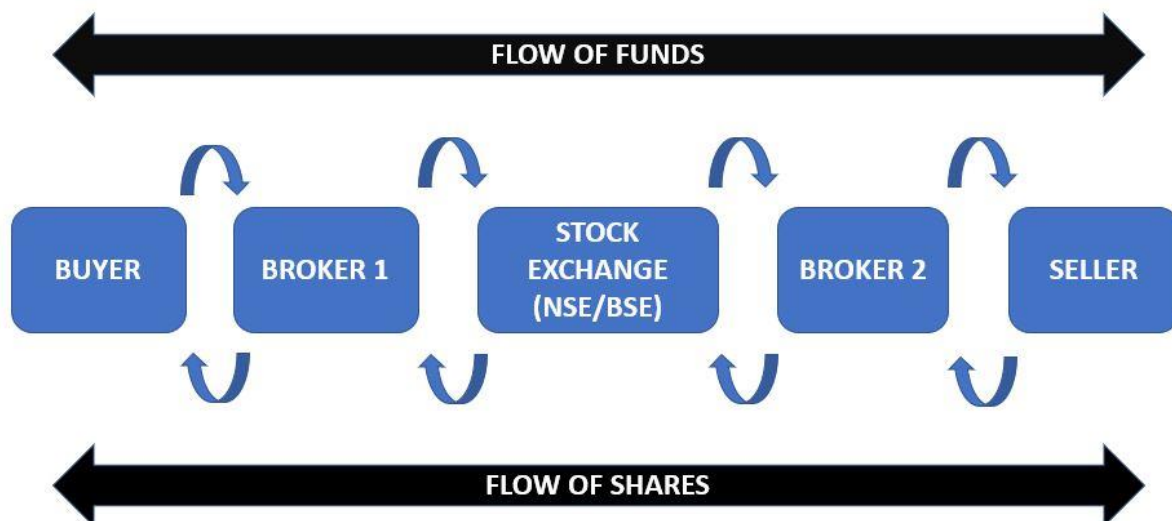 FLOW OF FUNDS
BUYER
BROKER 1
STOCK
EXCHANGE
(NSE/BSE)
BROKER 2
SELLER
FLOW OF SHARES